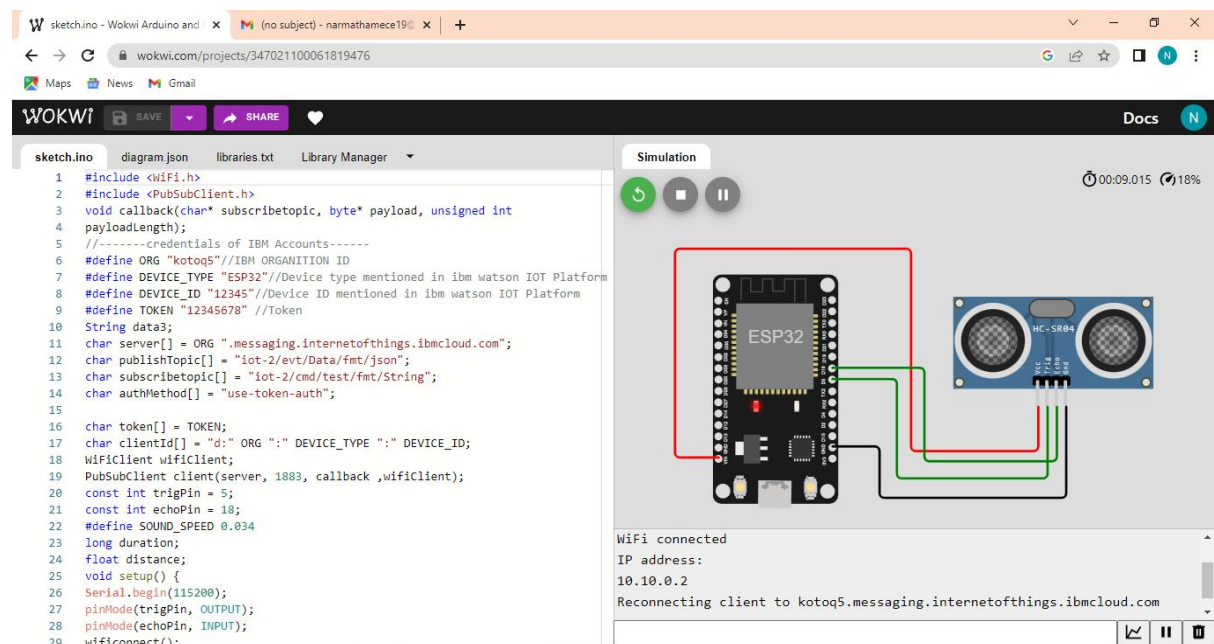 sketch.ino - Wokwi Arduino and
(no subject) - narmathamece19@
wokwi.com/projects/347021100061819476
G
N
Maps
News
Gmail
WOKWI
SAVE
SHARE
Docs
N
sketch.ino
diagram.json
libraries.txt
Library Manager
1 #include <WiFi.h>
2 #include <PubSubClient.h>
3 void callback(char* subscribetopic, byte* payload, unsigned int
4 payloadLength);
5 //-------credentials of IBM Accounts------
6 #define ORG "kotoq5"//IBM ORGANITION ID
7 #define DEVICE_TYPE "ESP32"//Device type mentioned in ibm watson IOT Platform
8 #define DEVICE_ID "12345"//Device ID mentioned in ibm watson IOT Platform
9 #define TOKEN "12345678" //Token
10 String data3;
11 char server[] = ORG ".messaging.internetofthings.ibmcloud.com";
12 char publishTopic[] = "iot-2/evt/Data/fmt/json";
13 char subscribetopic[] = "iot-2/cmd/test/fmt/String";
14 char authMethod[] = "use-token-auth";
15
16 char token[] = TOKEN;
17 char clientId[] = "d:" ORG ":" DEVICE_TYPE ":" DEVICE_ID;
18 WiFiClient wifiClient;
19 PubSubClient client(server, 1883, callback ,wifiClient);
20 const int trigPin = 5;
21 const int echoPin = 18;
22 #define SOUND_SPEED 0.034
23 long duration;
24 float distance;
25 void setup() {
26 Serial.begin(115200);
27 pinMode(trigPin, OUTPUT);
28 pinMode(echoPin, INPUT);
29 wificonnect();
Simulation
00:09.015
18%
ESP32
HC-SR04
Vcc
Trig
Echo
Gnd
WiFi connected
IP address:
10.10.0.2
Reconnecting client to kotoq5.messaging.internetofthings.ibmcloud.com